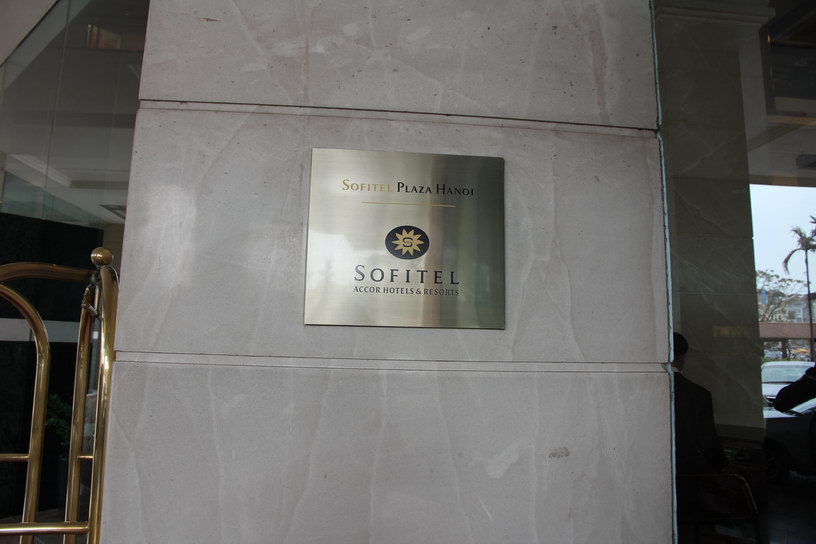 SOFITEL PLAZA HANOI
S
SOFITEL
ACCOR HOTELS & RESORTS